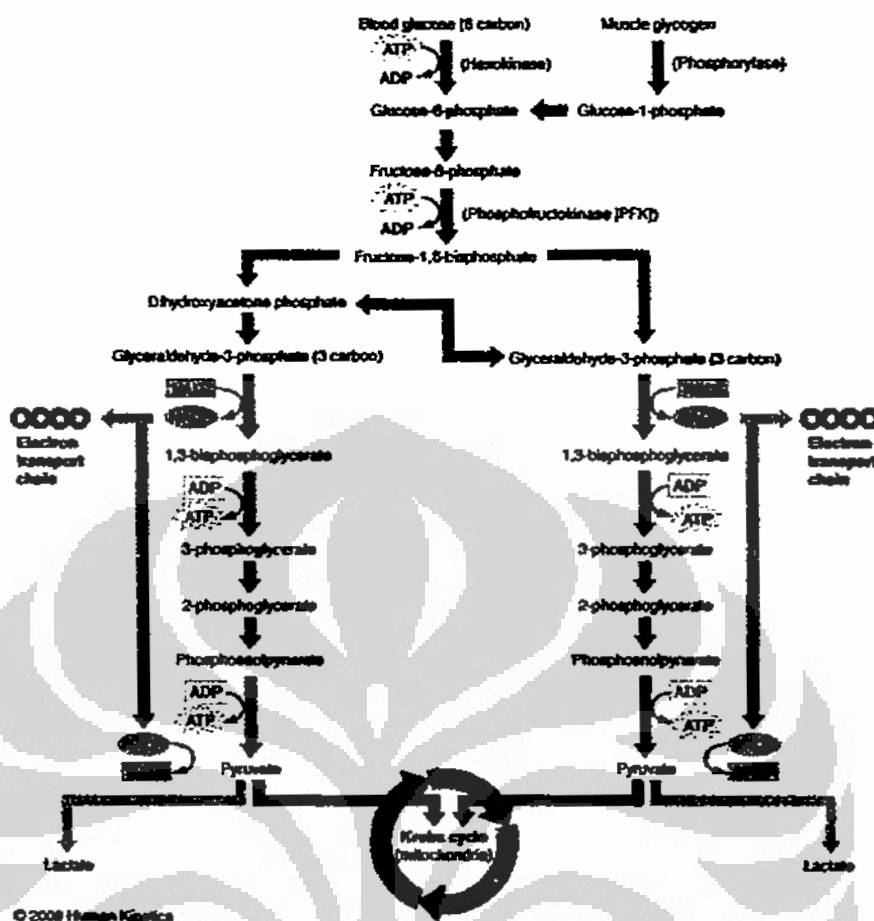 Blood glucose (6 carbon)
Muscle glycogen
ATP
ADP
(Hexokinase)
(Phosphorylase)
Glucose-6-phosphate
Glucose-1-phosphate
Fructose-6-phosphate
ATP
ADP
(Phosphofructokinase [PFK])
Fructose-1,6-bisphosphate
Dihydroxyacetone phosphate
Glyceraldehyde-3-phosphate (3 carbon)
Glyceraldehyde-3-phosphate (3 carbon)
Electron
transport
chain
Electron
transport
chain
1,3-bisphosphoglycerate
1,3-bisphosphoglycerate
ADP
ATP
ADP
ATP
3-phosphoglycerate
3-phosphoglycerate
2-phosphoglycerate
2-phosphoglycerate
Phosphoenolpyruvate
Phosphoenolpyruvate
ADP
ATP
ADP
ATP
Pyruvate
Pyruvate
Krebs cycle
(mitochondria)
Lactate
Lactate
© 2008 Human Kinetics